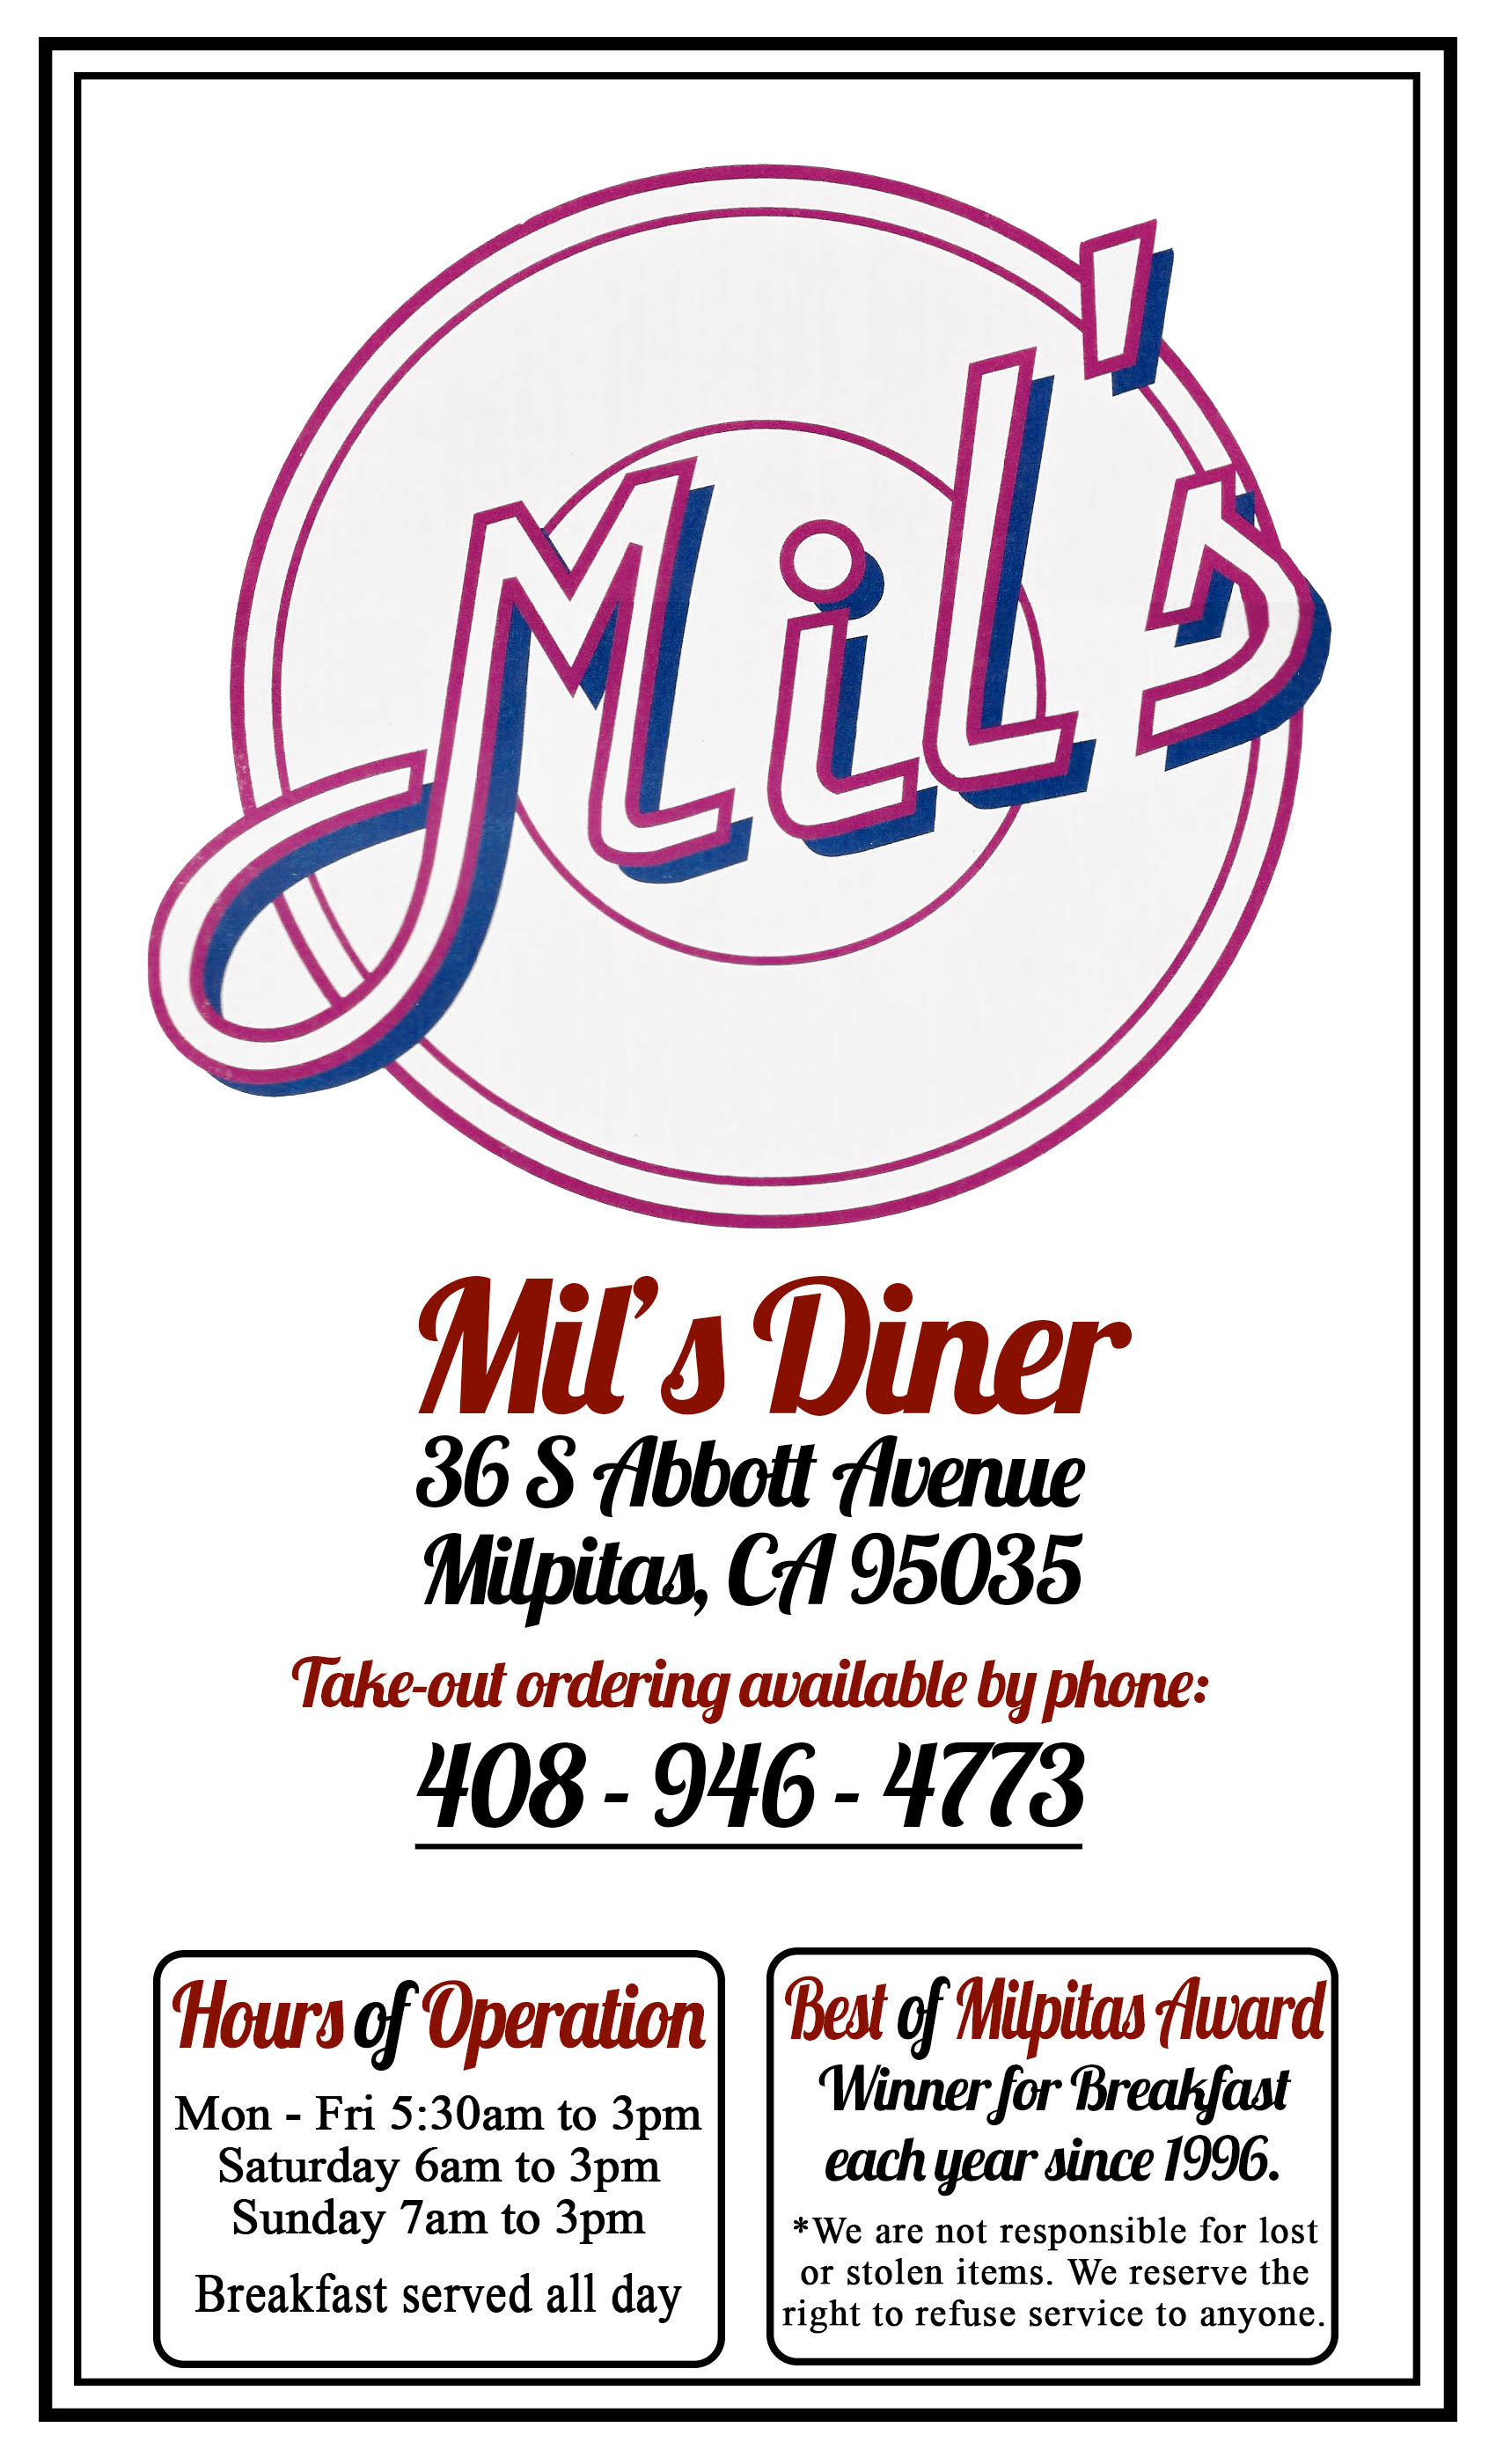 Mil's
Mil's Diner
36 S Abbott Avenue
Milpitas, CA 95035
Take-out ordering available by phone:
408 - 946 - 4773
Hours of Operation
Mon - Fri 5:30am to 3pm
Saturday 6am to 3pm
Sunday 7am to 3pm
Breakfast served all day
Best of Milpitas Award
Winner for Breakfast
each year since 1996.
*We are not responsible for lost
or stolen items. We reserve the
right to refuse service to anyone.